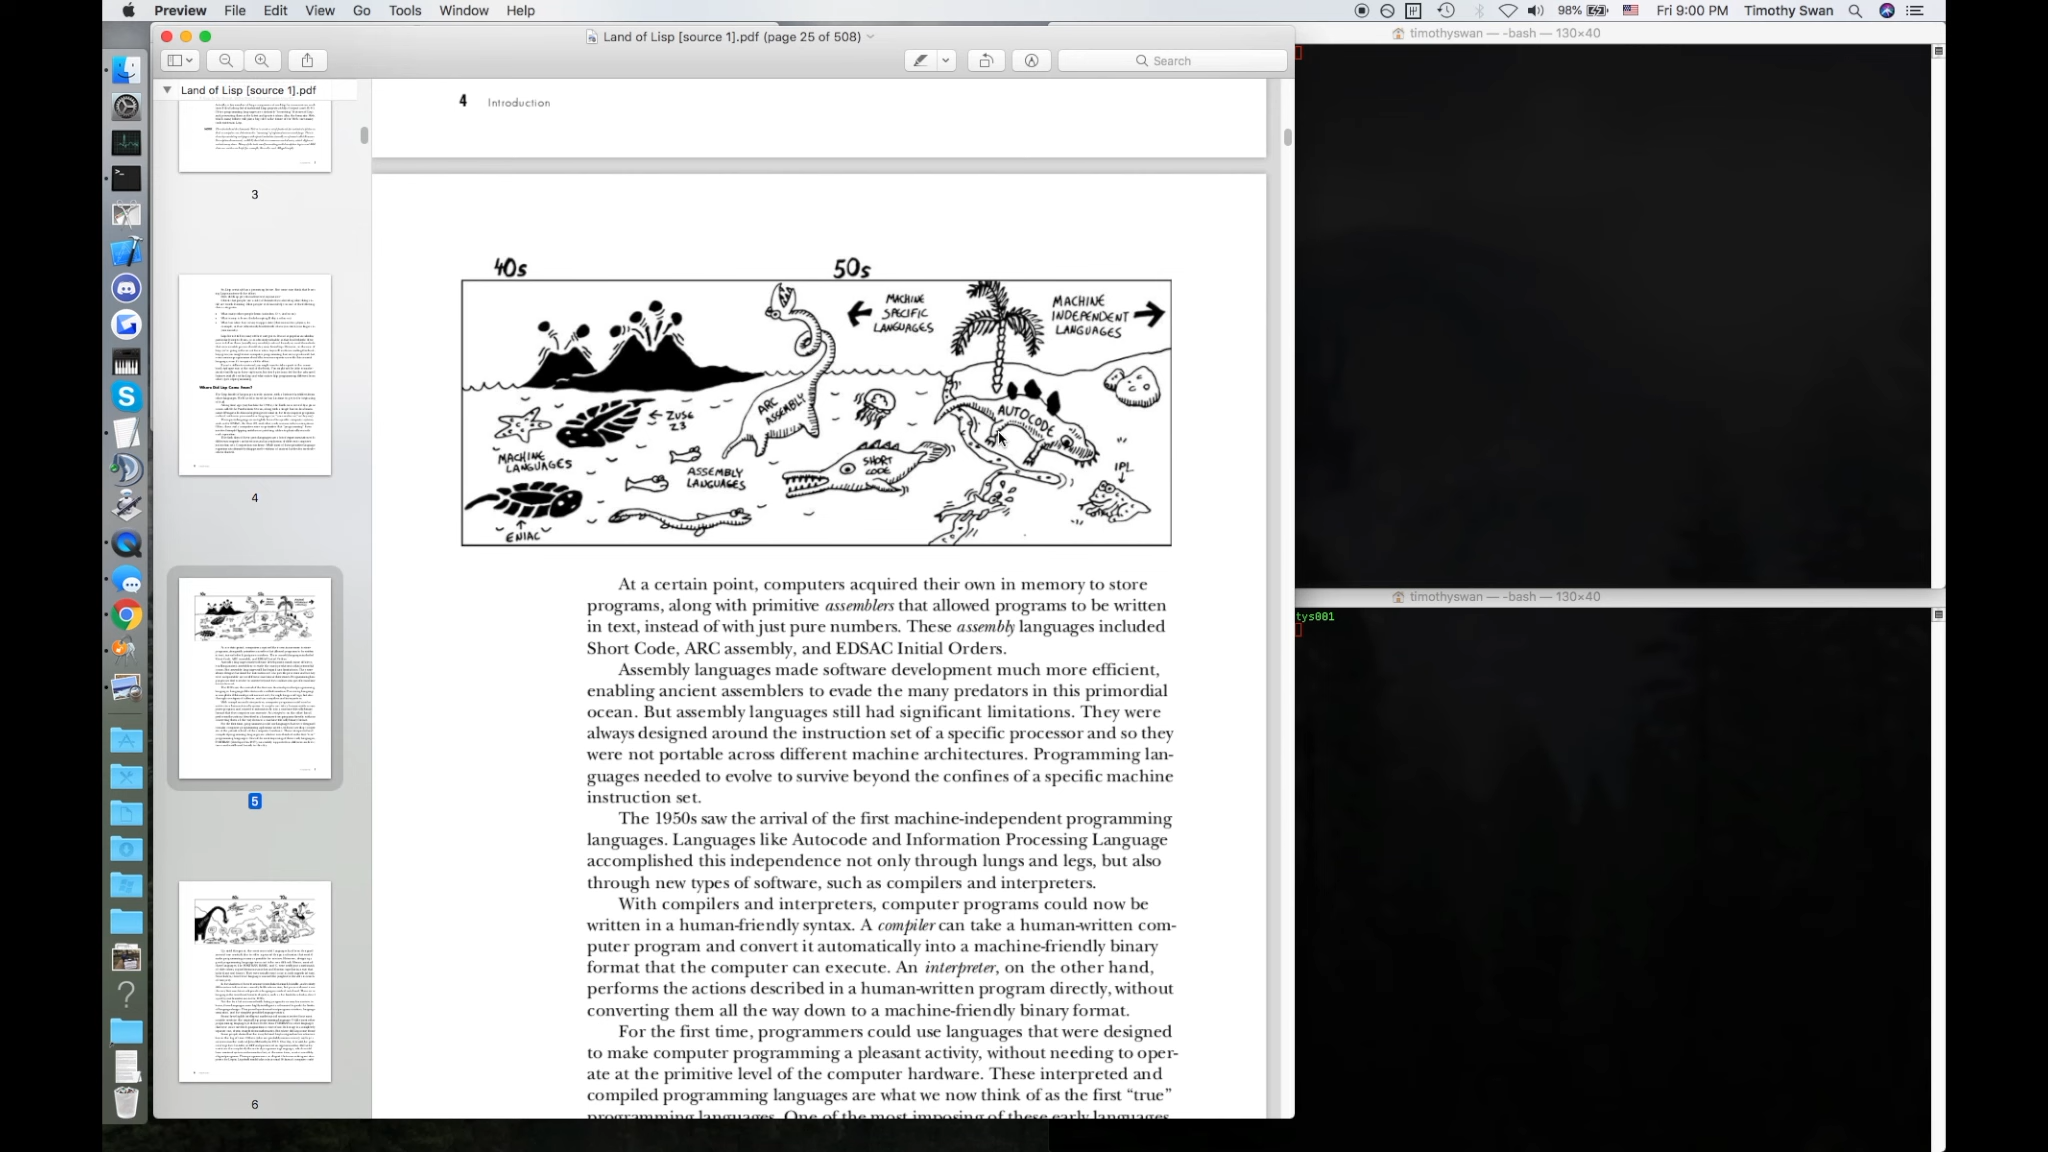 Preview File Edit View Go Tools Window Help
98% Fri 9:00 PM Timothy Swan
Land of Lisp [source 1].pdf (page 25 of 508)
Search
Land of Lisp [source 1].pdf
3
4
5
6
4 Introduction
40s
50s
MACHINE SPECIFIC LANGUAGES
MACHINE INDEPENDENT LANGUAGES
ARC ASSEMBLY
AUTOCODE
ZUSE Z3
MACHINE LANGUAGES
ASSEMBLY LANGUAGES
SHORT CODE
IPL
ENIAC
At a certain point, computers acquired their own in memory to store
programs, along with primitive assemblers that allowed programs to be written
in text, instead of with just pure numbers. These assembly languages included
Short Code, ARC assembly, and EDSAC Initial Orders.
Assembly languages made software development much more efficient,
enabling ancient assemblers to evade the many predators in this primordial
ocean. But assembly languages still had significant limitations. They were
always designed around the instruction set of a specific processor and so they
were not portable across different machine architectures. Programming lan-
guages needed to evolve to survive beyond the confines of a specific machine
instruction set.
The 1950s saw the arrival of the first machine-independent programming
languages. Languages like Autocode and Information Processing Language
accomplished this independence not only through lungs and legs, but also
through new types of software, such as compilers and interpreters.
With compilers and interpreters, computer programs could now be
written in a human-friendly syntax. A compiler can take a human-written com-
puter program and convert it automatically into a machine-friendly binary
format that the computer can execute. An interpreter, on the other hand,
performs the actions described in a human-written program directly, without
converting them all the way down to a machine-friendly binary format.
For the first time, programmers could use languages that were designed
to make computer programming a pleasant activity, without needing to oper-
ate at the primitive level of the computer hardware. These interpreted and
compiled programming languages are what we now think of as the first “true”
programming languages. One of the most imposing of these early languages
timothyswan — -bash — 130×40
timothyswan — -bash — 130×40
tys001